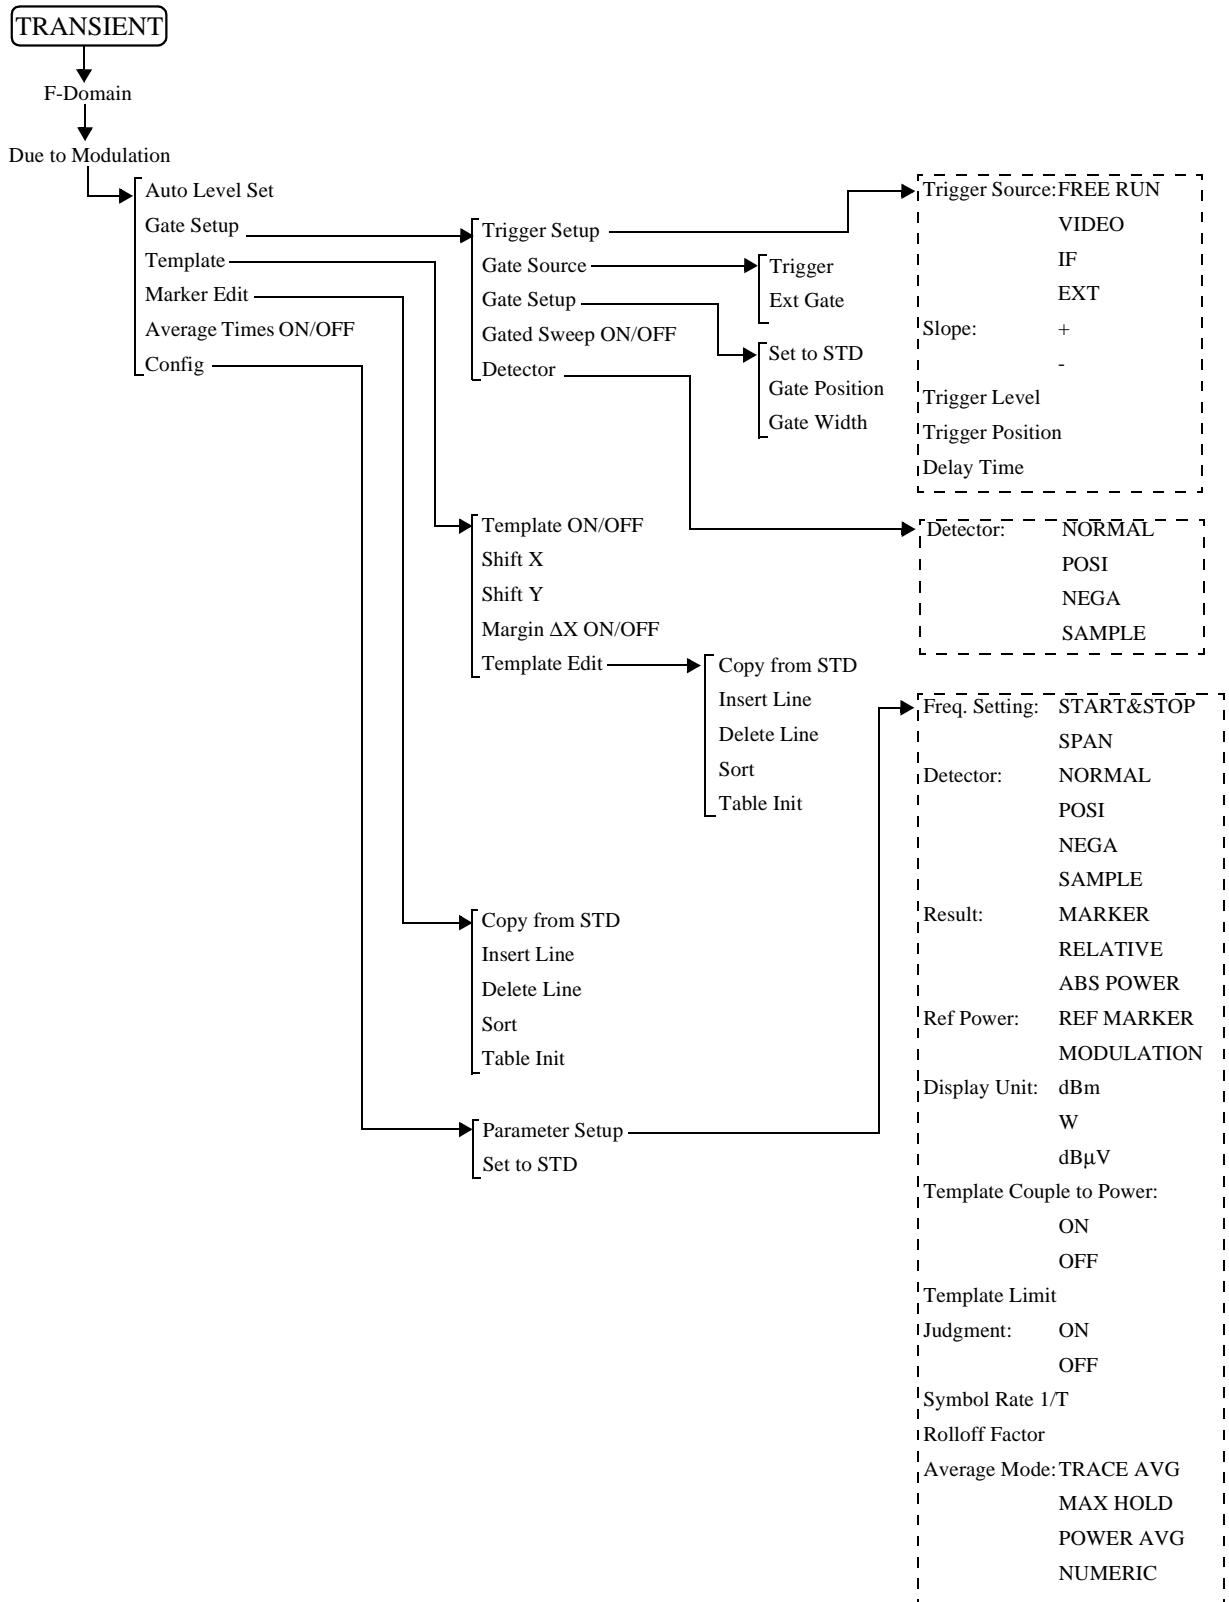 TRANSIENT
F-Domain
Due to Modulation
Auto Level Set
Gate Setup
Template
Marker Edit
Average Times ON/OFF
Config
Trigger Setup
Gate Source
Gate Setup
Gated Sweep ON/OFF
Detector
Trigger
Ext Gate
Set to STD
Gate Position
Gate Width
Trigger Source: FREE RUN
VIDEO
IF
EXT
Slope: +
-
Trigger Level
Trigger Position
Delay Time
Template ON/OFF
Shift X
Shift Y
Margin ΔX ON/OFF
Template Edit
Copy from STD
Insert Line
Delete Line
Sort
Table Init
Detector: NORMAL
POSI
NEGA
SAMPLE
Copy from STD
Insert Line
Delete Line
Sort
Table Init
Parameter Setup
Set to STD
Freq. Setting: START&STOP
SPAN
Detector: NORMAL
POSI
NEGA
SAMPLE
Result: MARKER
RELATIVE
ABS POWER
Ref Power: REF MARKER
MODULATION
Display Unit: dBm
W
dBμV
Template Couple to Power:
ON
OFF
Template Limit
Judgment: ON
OFF
Symbol Rate 1/T
Rolloff Factor
Average Mode: TRACE AVG
MAX HOLD
POWER AVG
NUMERIC